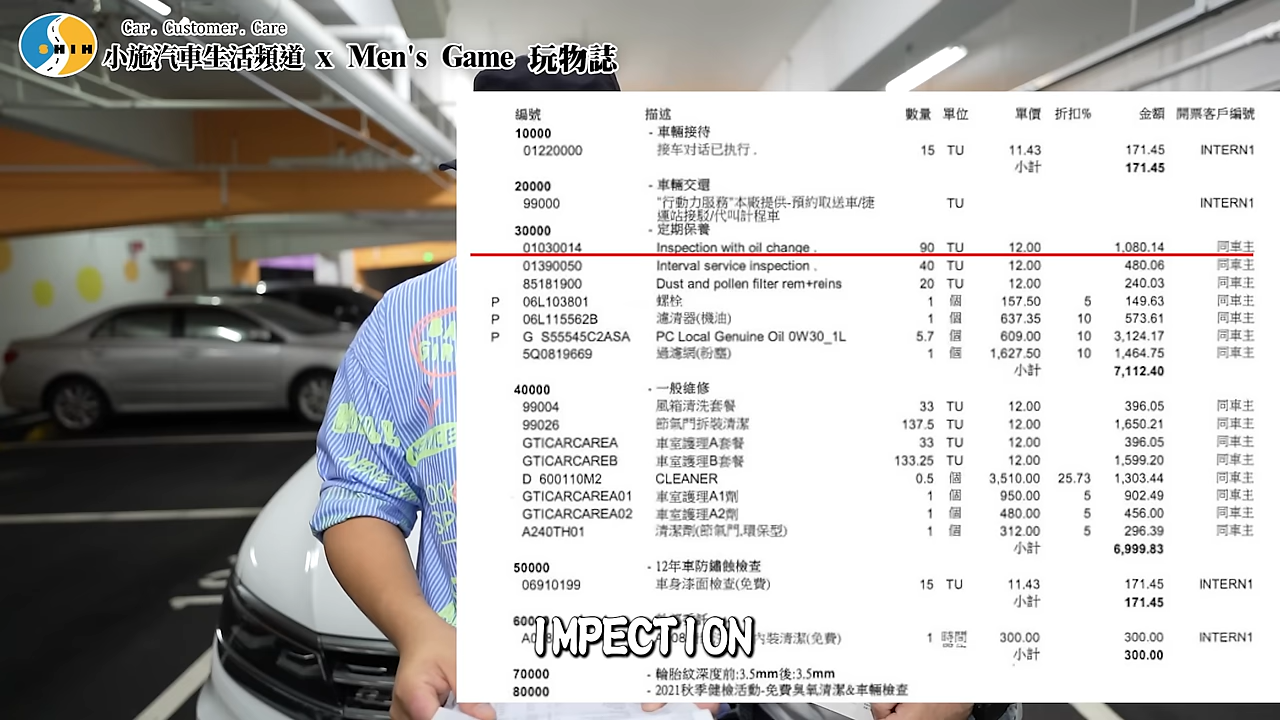 Car. Customer. Care
SHIH
小施汽車生活頻道 x Men's Game 玩物誌
編號 描述 數量 單位 單價 折扣% 金額 開票客戶編號
10000 - 車輛接待
01220000 接车对话已执行 . 15 TU 11.43 171.45 INTERN1
小計 171.45
20000 - 車輛交還
99000 "行動力服務"本廠提供-預約取送車/捷 TU INTERN1
運站接駁/代叫計程車
30000 - 定期保養
01030014 Inspection with oil change . 90 TU 12.00 1,080.14 同車主
01390050 Interval service inspection . 40 TU 12.00 480.06 同車主
85181900 Dust and pollen filter rem+reins 20 TU 12.00 240.03 同車主
P 06L103801 螺栓 1 個 157.50 5 149.63 同車主
P 06L115562B 濾清器(機油) 1 個 637.35 10 573.61 同車主
P G S55545C2ASA PC Local Genuine Oil 0W30_1L 5.7 個 609.00 10 3,124.17 同車主
5Q0819669 過濾網(粉塵) 1 個 1,627.50 10 1,464.75 同車主
小計 7,112.40
40000 - 一般維修
99004 風箱清洗套餐 33 TU 12.00 396.05 同車主
99026 節氣門拆裝清潔 137.5 TU 12.00 1,650.21 同車主
GTICARCAREA 車室護理A套餐 33 TU 12.00 396.05 同車主
GTICARCAREB 車室護理B套餐 133.25 TU 12.00 1,599.20 同車主
D 600110M2 CLEANER 0.5 個 3,510.00 25.73 1,303.44 同車主
GTICARCAREA01 車室護理A1劑 1 個 950.00 5 902.49 同車主
GTICARCAREA02 車室護理A2劑 1 個 480.00 5 456.00 同車主
A240TH01 清潔劑(節氣門,環保型) 1 個 312.00 5 296.39 同車主
小計 6,999.83
50000 - 12年車防鏽蝕檢查
06910199 車身漆面檢查(免費) 15 TU 11.43 171.45 INTERN1
小計 171.45
內裝清潔(免費) 1 時間 300.00 300.00 INTERN1
小計 300.00
IMPECTION
70000 - 輪胎紋深度前:3.5mm後:3.5mm
80000 - 2021秋季健檢活動-免費臭氧清潔&車輛檢查